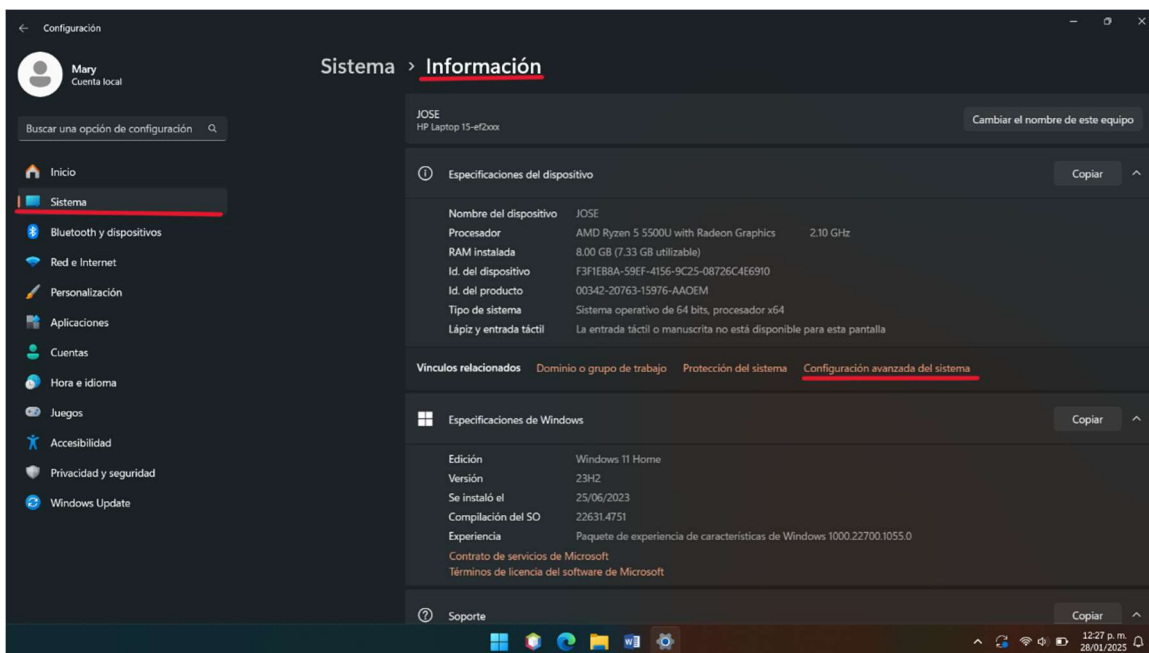 Configuración
Mary
Cuenta local
Buscar una opción de configuración
Inicio
Sistema
Bluetooth y dispositivos
Red e Internet
Personalización
Aplicaciones
Cuentas
Hora e idioma
Juegos
Accesibilidad
Privacidad y seguridad
Windows Update
Sistema > Información
JOSE
HP Laptop 15-ef2xxx
Cambiar el nombre de este equipo
Especificaciones del dispositivo
Copiar
Nombre del dispositivo JOSE
Procesador AMD Ryzen 5 5500U with Radeon Graphics 2.10 GHz
RAM instalada 8.00 GB (7.33 GB utilizable)
Id. del dispositivo F3F1EB8A-59EF-4156-9C25-08726C4E6910
Id. del producto 00342-20763-15976-AAOEM
Tipo de sistema Sistema operativo de 64 bits, procesador x64
Lápiz y entrada táctil La entrada táctil o manuscrita no está disponible para esta pantalla
Vínculos relacionados Dominio o grupo de trabajo Protección del sistema Configuración avanzada del sistema
Especificaciones de Windows
Copiar
Edición Windows 11 Home
Versión 23H2
Se instaló el 25/06/2023
Compilación del SO 22631.4751
Experiencia Paquete de experiencia de características de Windows 1000.22700.1055.0
Contrato de servicios de Microsoft
Términos de licencia del software de Microsoft
Soporte
Copiar
12:27 p. m.
28/01/2025